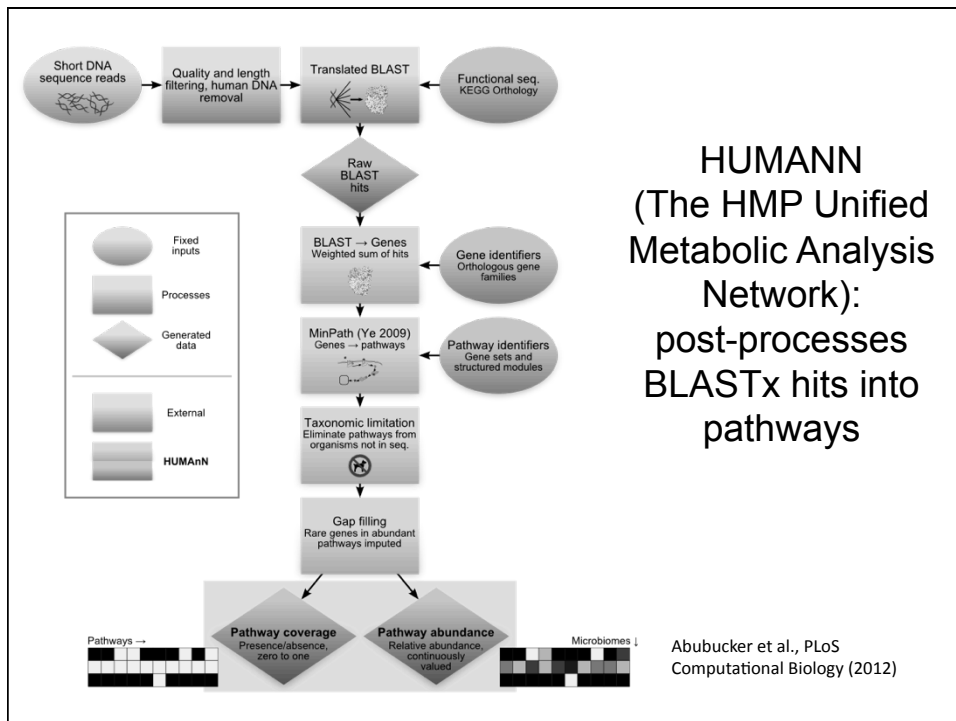 Short DNA
sequence reads
Quality and length
filtering, human DNA
removal
Translated BLAST
Functional seq.
KEGG Orthology
Raw
BLAST
hits
BLAST → Genes
Weighted sum of hits
Gene identifiers
Orthologous gene
families
MinPath (Ye 2009)
Genes → pathways
Pathway identifiers
Gene sets and
structured modules
Taxonomic limitation
Eliminate pathways from
organisms not in seq.
Gap filling
Rare genes in abundant
pathways imputed
Pathway coverage
Presence/absence,
zero to one
Pathway abundance
Relative abundance,
continuously
valued
Pathways →
Microbiomes ↓
Fixed
inputs
Processes
Generated
data
External
HUMAnN
HUMANN
(The HMP Unified
Metabolic Analysis
Network):
post-processes
BLASTx hits into
pathways
Abubucker et al., PLoS
Computational Biology (2012)